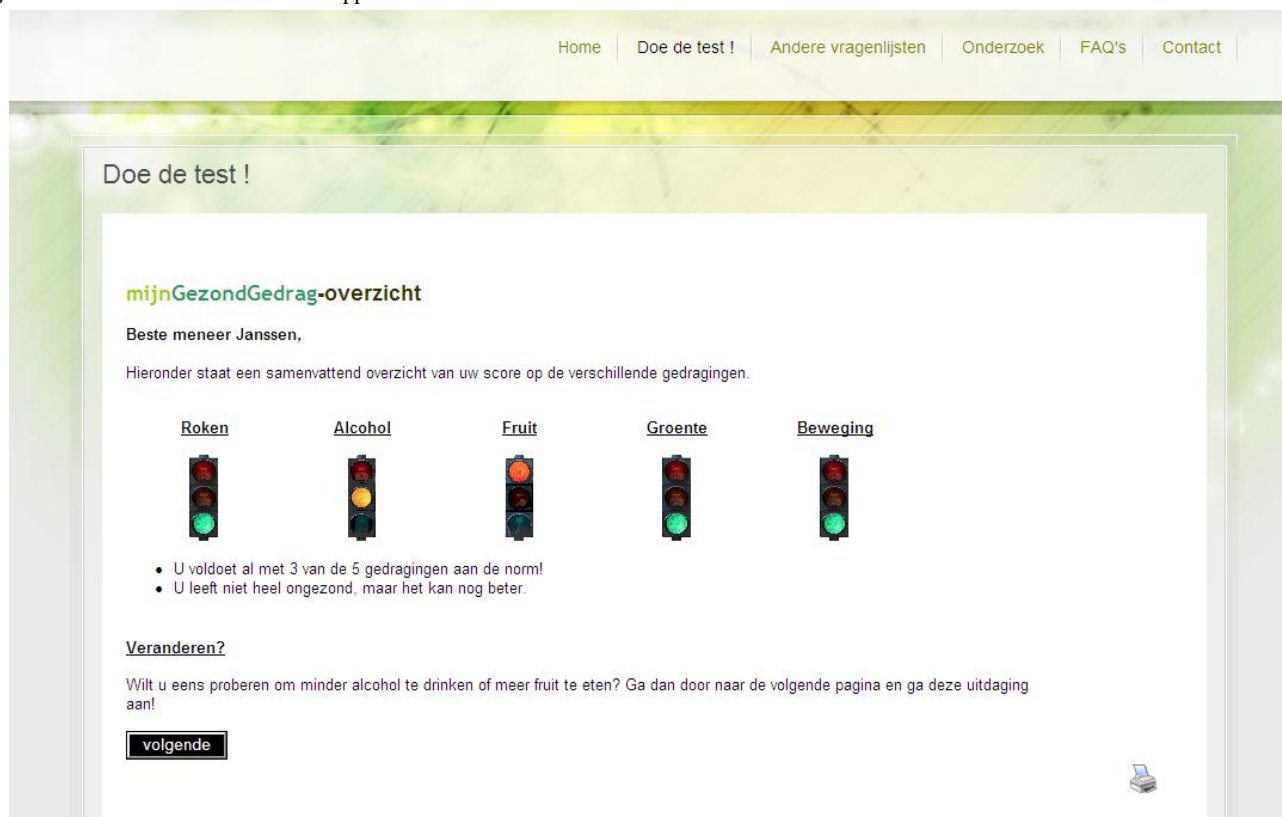 Home Doe de test ! Andere vragenlijsten Onderzoek FAQ's Contact
Doe de test !
mijnGezondGedrag-overzicht
Beste meneer Janssen,
Hieronder staat een samenvattend overzicht van uw score op de verschillende gedragingen.
Roken Alcohol Fruit Groente Beweging
• U voldoet al met 3 van de 5 gedragingen aan de norm!
• U leeft niet heel ongezond, maar het kan nog beter.
Veranderen?
Wilt u eens proberen om minder alcohol te drinken of meer fruit te eten? Ga dan door naar de volgende pagina en ga deze uitdaging
aan!
volgende